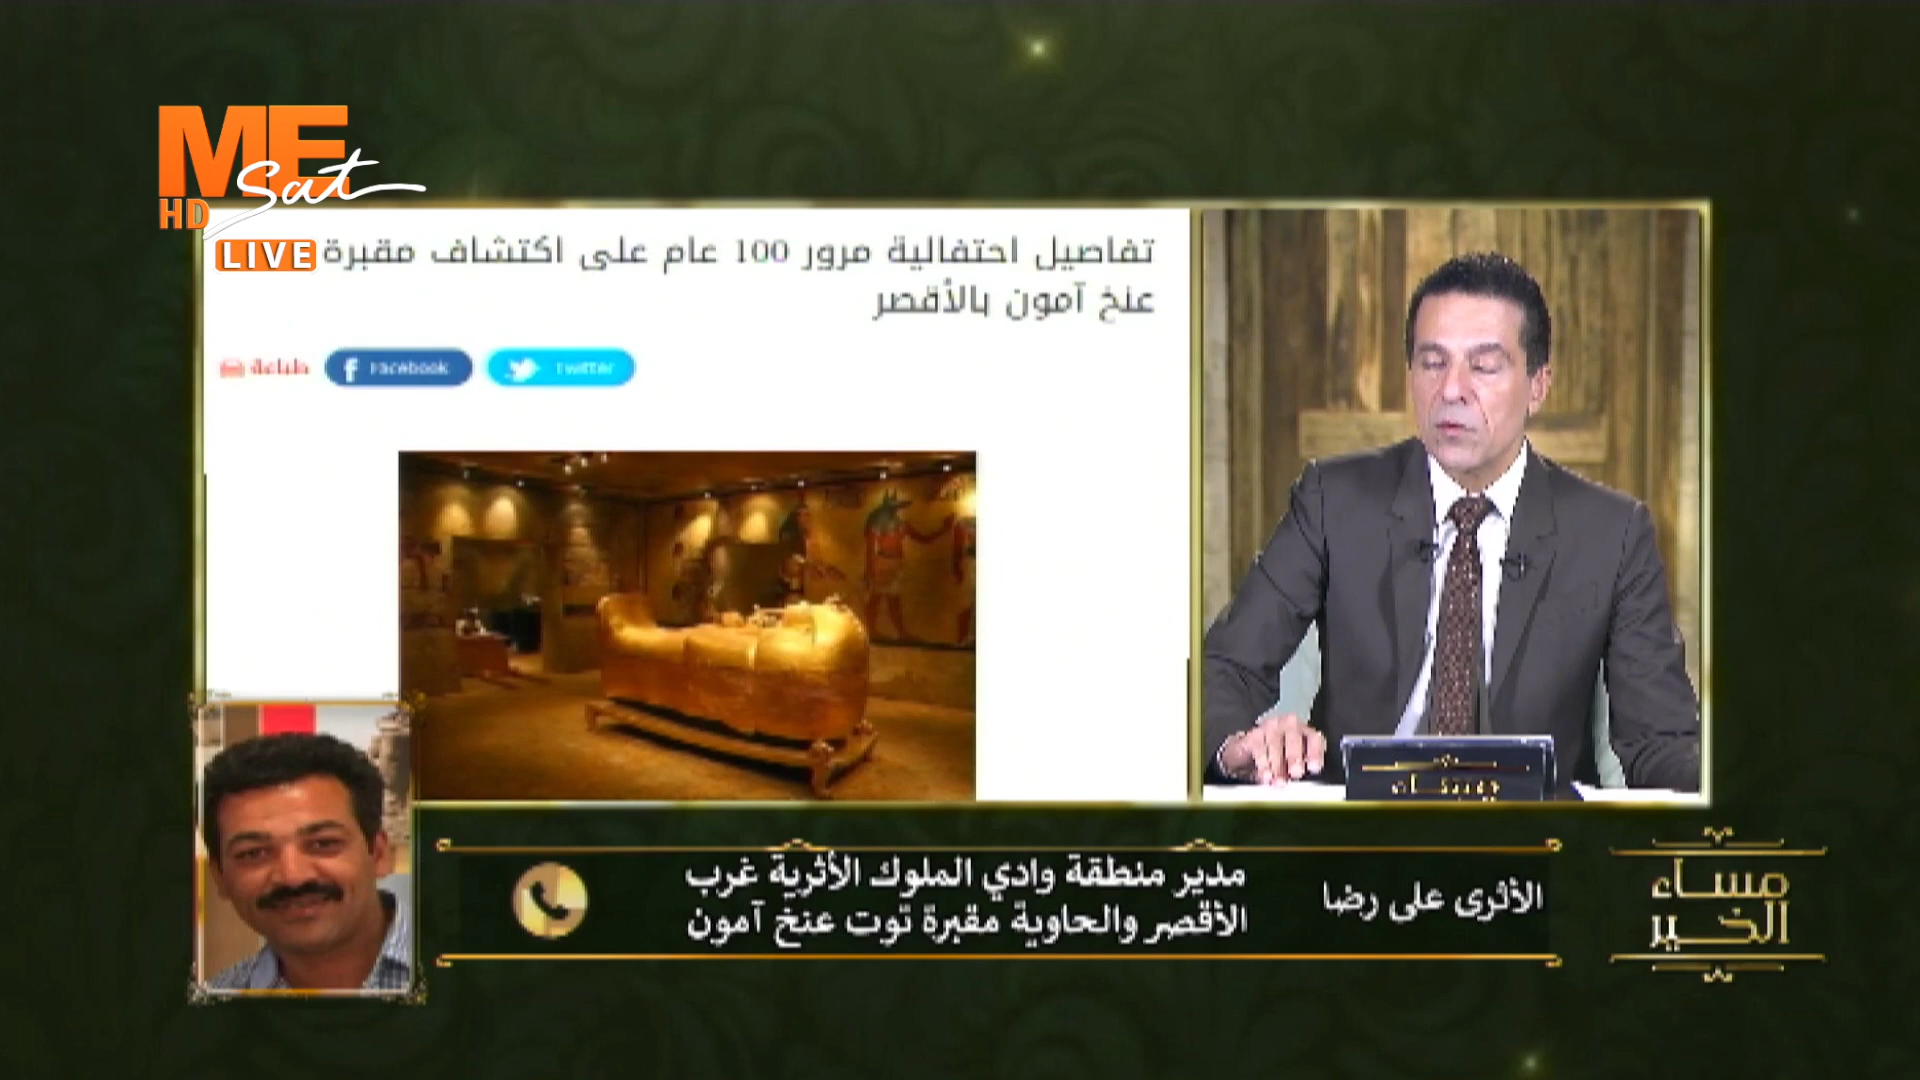 ME
Sat
HD
LIVE
تفاصيل احتفالية مرور 100 عام على اكتشاف مقبرة
عنخ آمون بالأقصر
طباعة
Facebook
Twitter
مساء
الأثرى على رضا
مدير منطقة وادي الملوك الأثرية غرب
الأقصر والحاوية مقبرة توت عنخ آمون
مساء
الخير